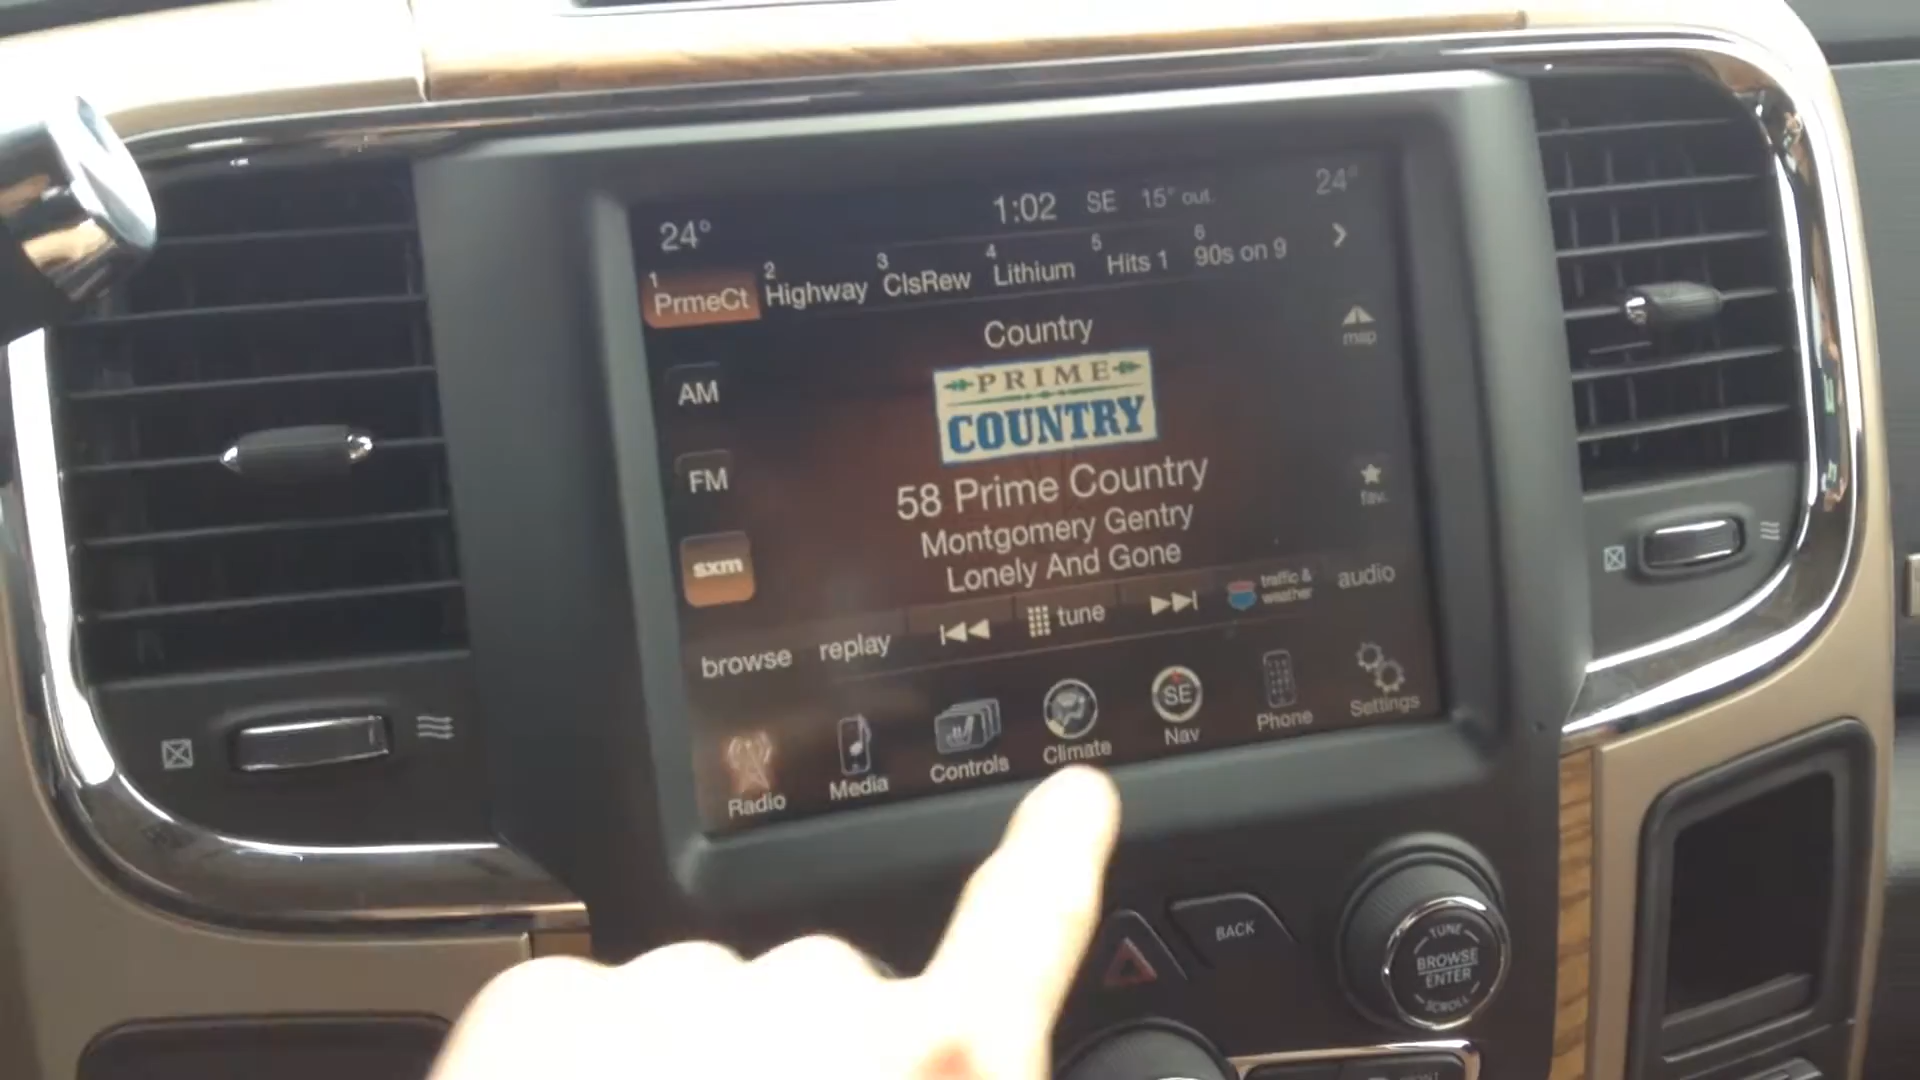 24°
1:02 SE 15° out.
24°
1 PrmeCt
2 Highway
3 ClsRew
4 Lithium
5 Hits 1
6 90s on 9
Country
map
AM
PRIME
COUNTRY
FM
58 Prime Country
fav.
Montgomery Gentry
sxm
Lonely And Gone
browse
replay
tune
traffic &
weather
audio
Radio
Media
Controls
Climate
SE
Nav
Phone
Settings
BACK
TUNE
BROWSE
ENTER
SCROLL